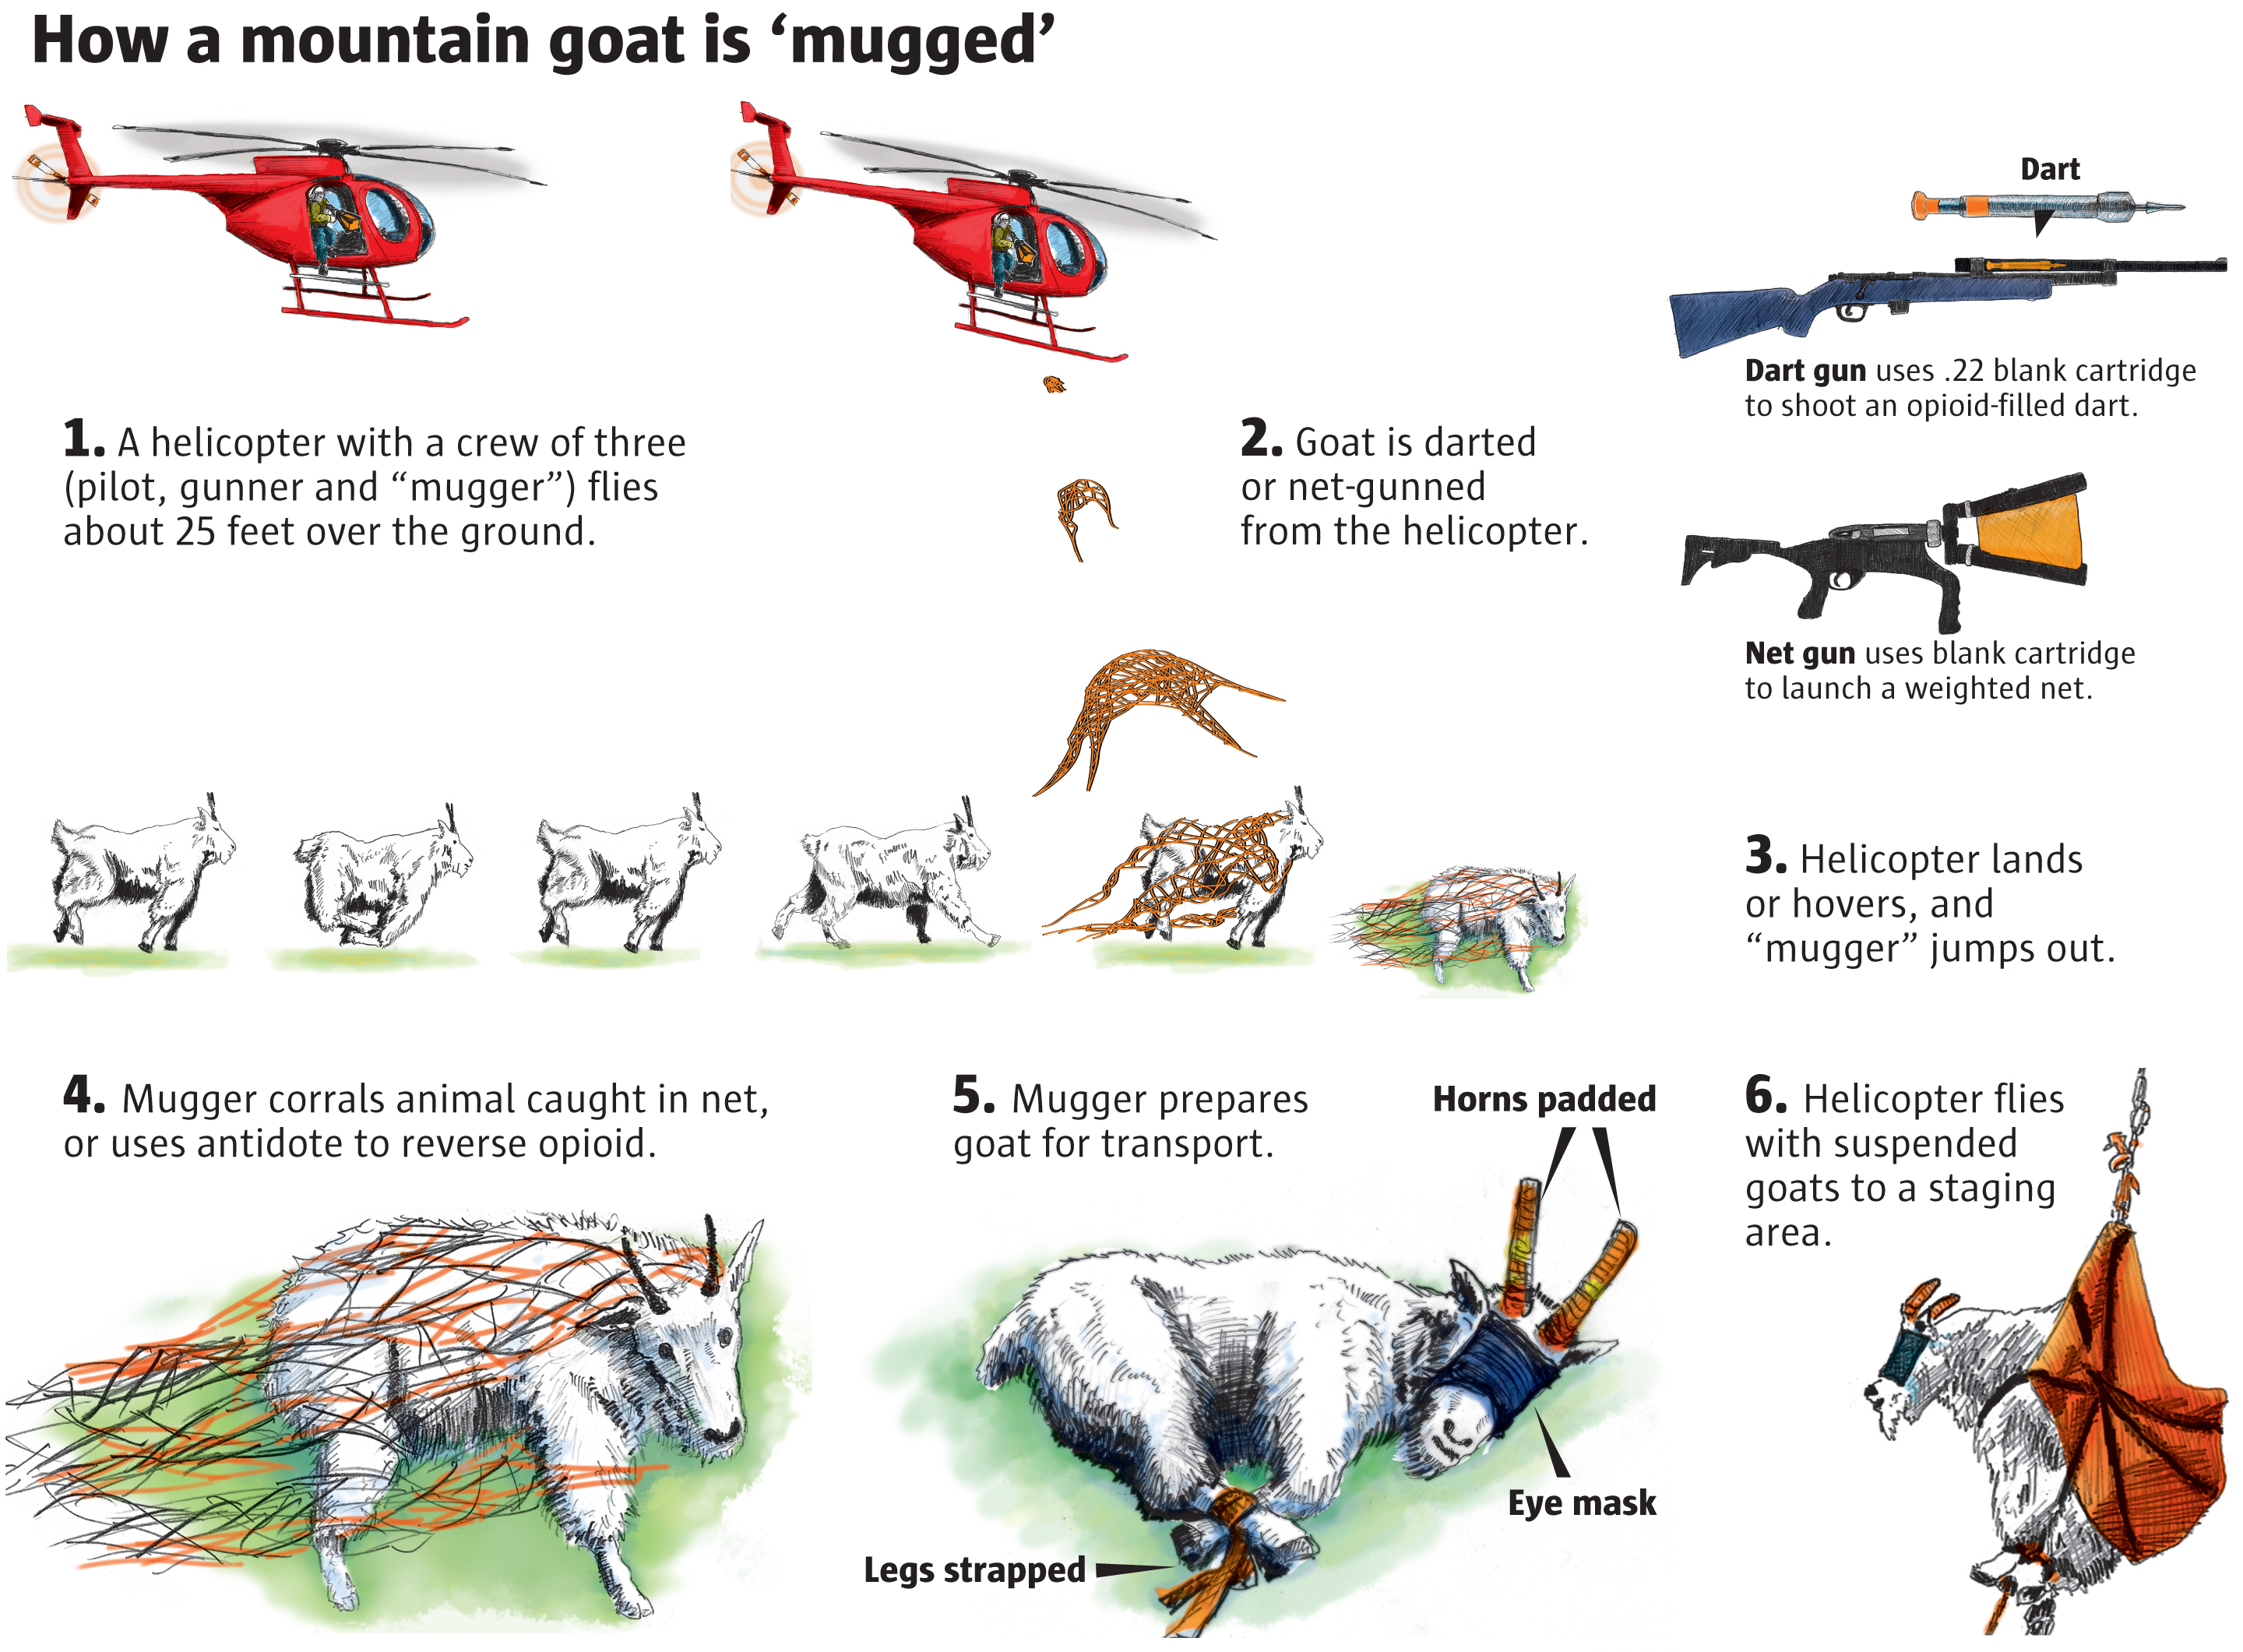 How a mountain goat is ‘mugged’
1. A helicopter with a crew of three
(pilot, gunner and “mugger”) flies
about 25 feet over the ground.
2. Goat is darted
or net-gunned
from the helicopter.
Dart
Dart gun uses .22 blank cartridge
to shoot an opioid-filled dart.
Net gun uses blank cartridge
to launch a weighted net.
3. Helicopter lands
or hovers, and
“mugger” jumps out.
4. Mugger corrals animal caught in net,
or uses antidote to reverse opioid.
5. Mugger prepares
goat for transport.
Horns padded
Eye mask
Legs strapped
6. Helicopter flies
with suspended
goats to a staging
area.